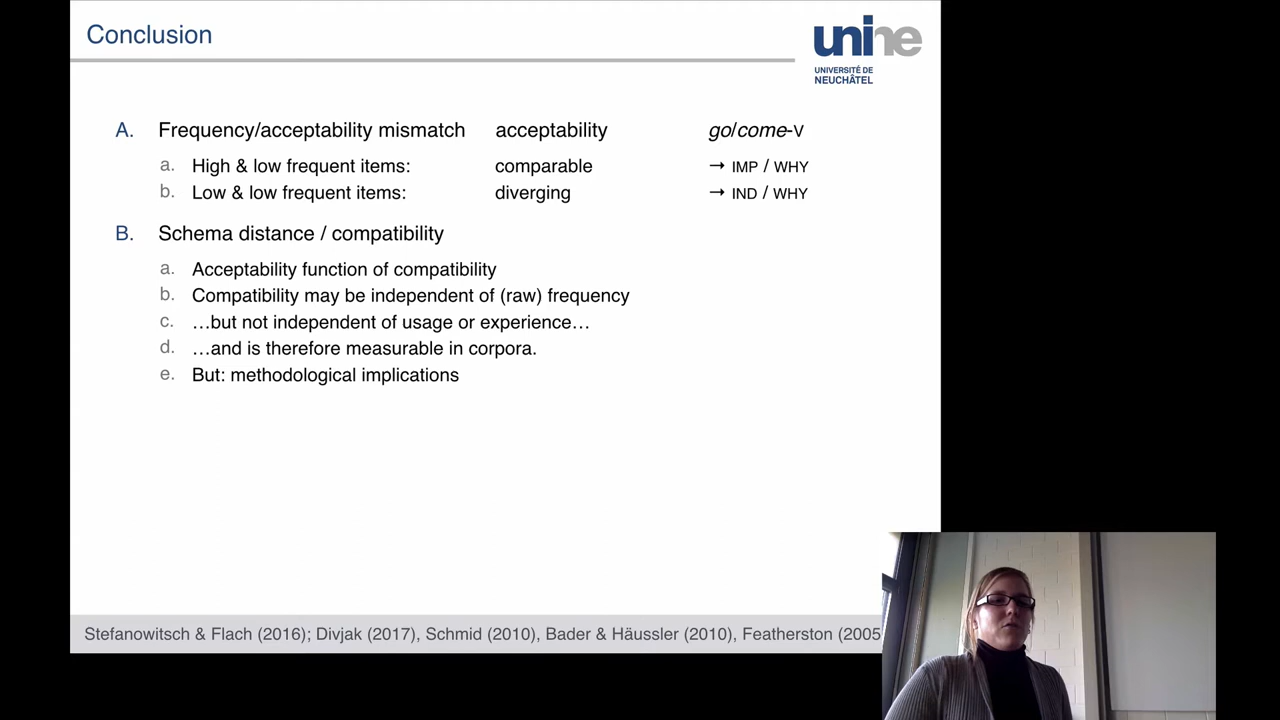 Conclusion
unine
UNIVERSITÉ DE
NEUCHÂTEL
A. Frequency/acceptability mismatch acceptability go/come-V
a. High & low frequent items: comparable → IMP / WHY
b. Low & low frequent items: diverging → IND / WHY
B. Schema distance / compatibility
a. Acceptability function of compatibility
b. Compatibility may be independent of (raw) frequency
c. …but not independent of usage or experience…
d. …and is therefore measurable in corpora.
e. But: methodological implications
Stefanowitsch & Flach (2016); Divjak (2017), Schmid (2010), Bader & Häussler (2010), Featherston (2005